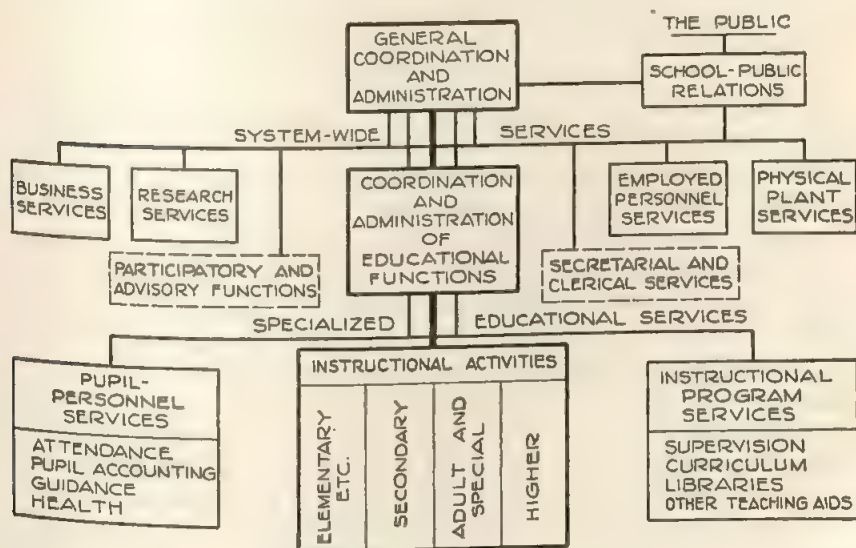 THE PUBLIC
GENERAL
COORDINATION
AND
ADMINISTRATION
SCHOOL-PUBLIC
RELATIONS
SYSTEM-WIDE SERVICES
BUSINESS
SERVICES
RESEARCH
SERVICES
COORDINATION
AND
ADMINISTRATION
OF
EDUCATIONAL
FUNCTIONS
EMPLOYED
PERSONNEL
SERVICES
PHYSICAL
PLANT
SERVICES
PARTICIPATORY AND
ADVISORY FUNCTIONS
SECRETARIAL AND
CLERICAL SERVICES
SPECIALIZED EDUCATIONAL SERVICES
PUPIL-
PERSONNEL
SERVICES
ATTENDANCE
PUPIL ACCOUNTING
GUIDANCE
HEALTH
INSTRUCTIONAL ACTIVITIES
ELEMENTARY
ETC.
SECONDARY
ADULT AND
SPECIAL
HIGHER
INSTRUCTIONAL
PROGRAM
SERVICES
SUPERVISION
CURRICULUM
LIBRARIES
OTHER TEACHING AIDS